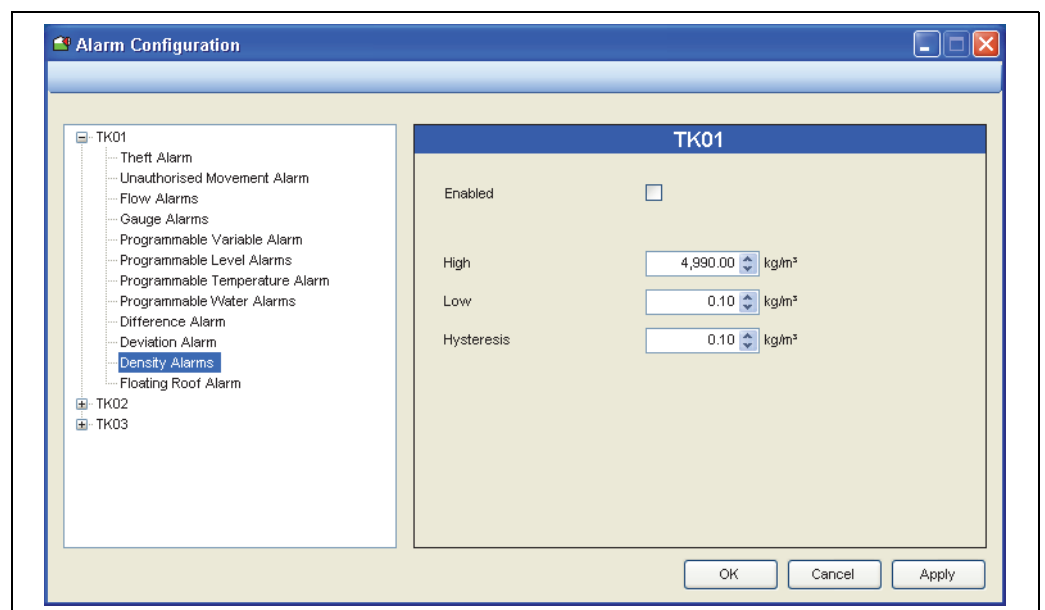 Alarm Configuration
TK01
Theft Alarm
Unauthorised Movement Alarm
Flow Alarms
Gauge Alarms
Programmable Variable Alarm
Programmable Level Alarms
Programmable Temperature Alarm
Programmable Water Alarms
Difference Alarm
Deviation Alarm
Density Alarms
Floating Roof Alarm
TK02
TK03
TK01
Enabled
High 4,990.00 kg/m³
Low 0.10 kg/m³
Hysteresis 0.10 kg/m³
OK Cancel Apply